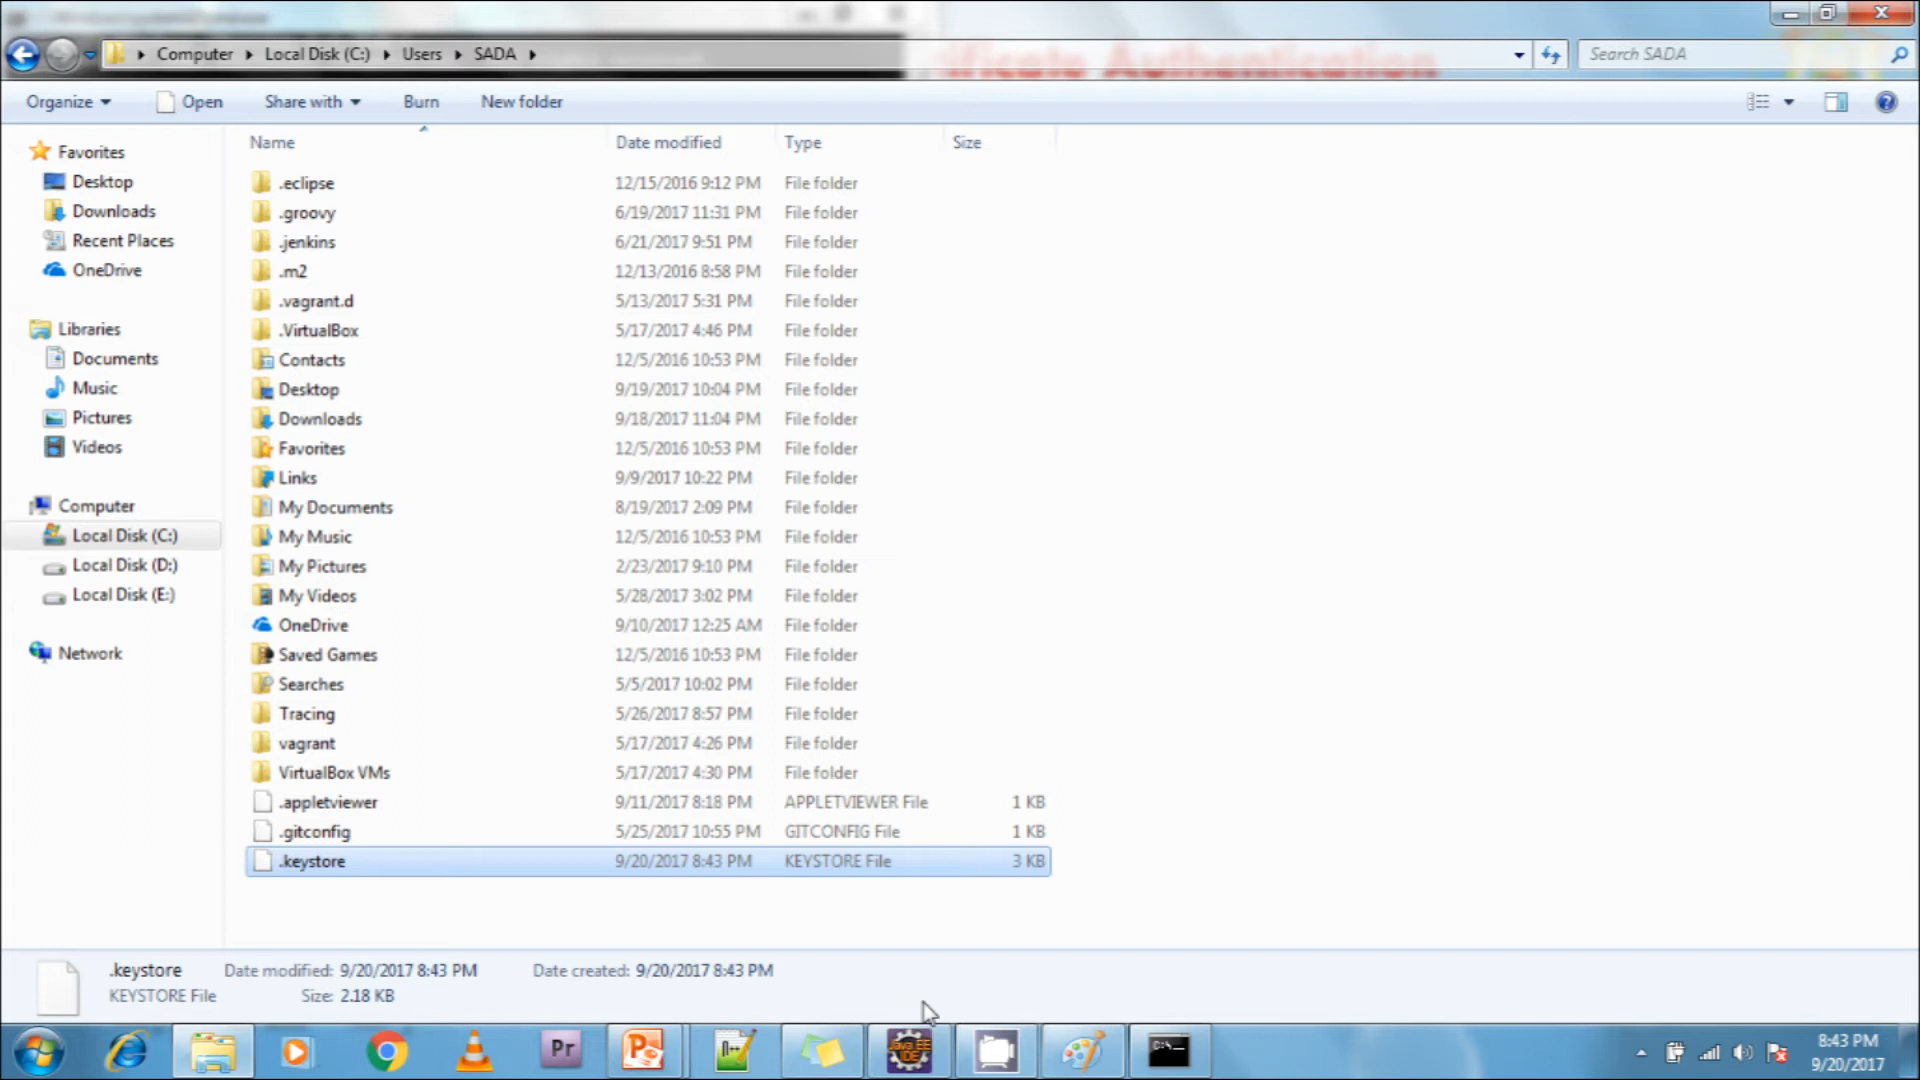 Certificate Authentication
Computer Local Disk (C:) Users SADA
Search SADA
Organize Open Share with Burn New folder
Name Date modified Type Size
Favorites
Desktop
Downloads
Recent Places
OneDrive
Libraries
Documents
Music
Pictures
Videos
Computer
Local Disk (C:)
Local Disk (D:)
Local Disk (E:)
Network
.eclipse 12/15/2016 9:12 PM File folder
.groovy 6/19/2017 11:31 PM File folder
.jenkins 6/21/2017 9:51 PM File folder
.m2 12/13/2016 8:58 PM File folder
.vagrant.d 5/13/2017 5:31 PM File folder
.VirtualBox 5/17/2017 4:46 PM File folder
Contacts 12/5/2016 10:53 PM File folder
Desktop 9/19/2017 10:04 PM File folder
Downloads 9/18/2017 11:04 PM File folder
Favorites 12/5/2016 10:53 PM File folder
Links 9/9/2017 10:22 PM File folder
My Documents 8/19/2017 2:09 PM File folder
My Music 12/5/2016 10:53 PM File folder
My Pictures 2/23/2017 9:10 PM File folder
My Videos 5/28/2017 3:02 PM File folder
OneDrive 9/10/2017 12:25 AM File folder
Saved Games 12/5/2016 10:53 PM File folder
Searches 5/5/2017 10:02 PM File folder
Tracing 5/26/2017 8:57 PM File folder
vagrant 5/17/2017 4:26 PM File folder
VirtualBox VMs 5/17/2017 4:30 PM File folder
.appletviewer 9/11/2017 8:18 PM APPLETVIEWER File 1 KB
.gitconfig 5/25/2017 10:55 PM GITCONFIG File 1 KB
.keystore 9/20/2017 8:43 PM KEYSTORE File 3 KB
.keystore Date modified: 9/20/2017 8:43 PM Date created: 9/20/2017 8:43 PM
KEYSTORE File Size: 2.18 KB
Pr
Java EE
IDE
C:\
8:43 PM
9/20/2017